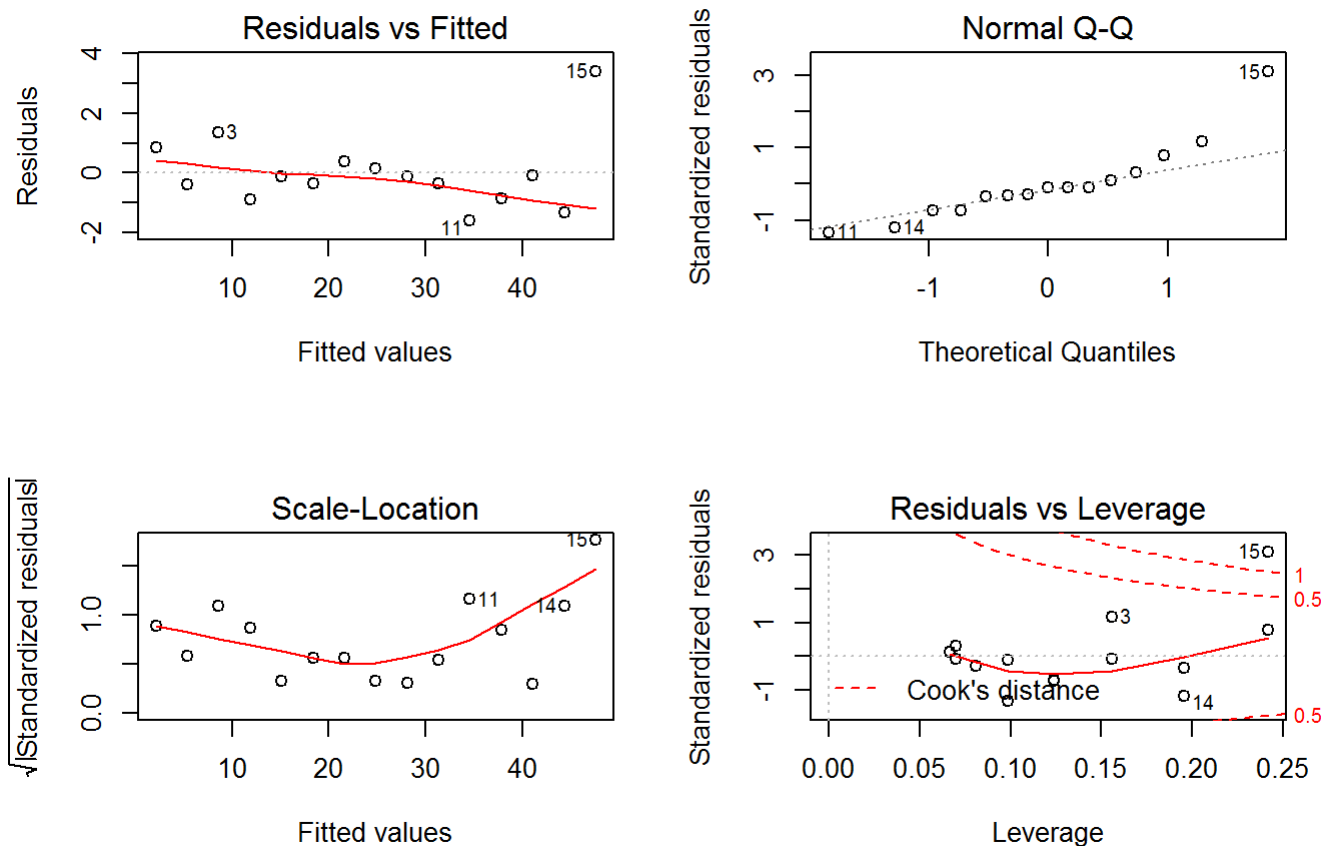 Residuals vs Fitted
Residuals
4
2
0
-2
3
11
15
10 20 30 40
Fitted values
Normal Q-Q
Standardized residuals
3
1
-1
11
14
15
-1 0 1
Theoretical Quantiles
Scale-Location
√|Standardized residuals|
1.0
0.0
11
14
15
10 20 30 40
Fitted values
Residuals vs Leverage
Standardized residuals
3
1
-1
15
3
14
1
0.5
0.5
Cook's distance
0.00 0.05 0.10 0.15 0.20 0.25
Leverage